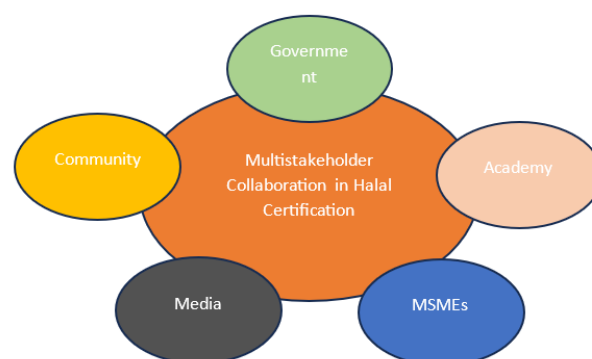 Governme
nt
Community
Multistakeholder
Collaboration in Halal
Certification
Academy
Media
MSMEs